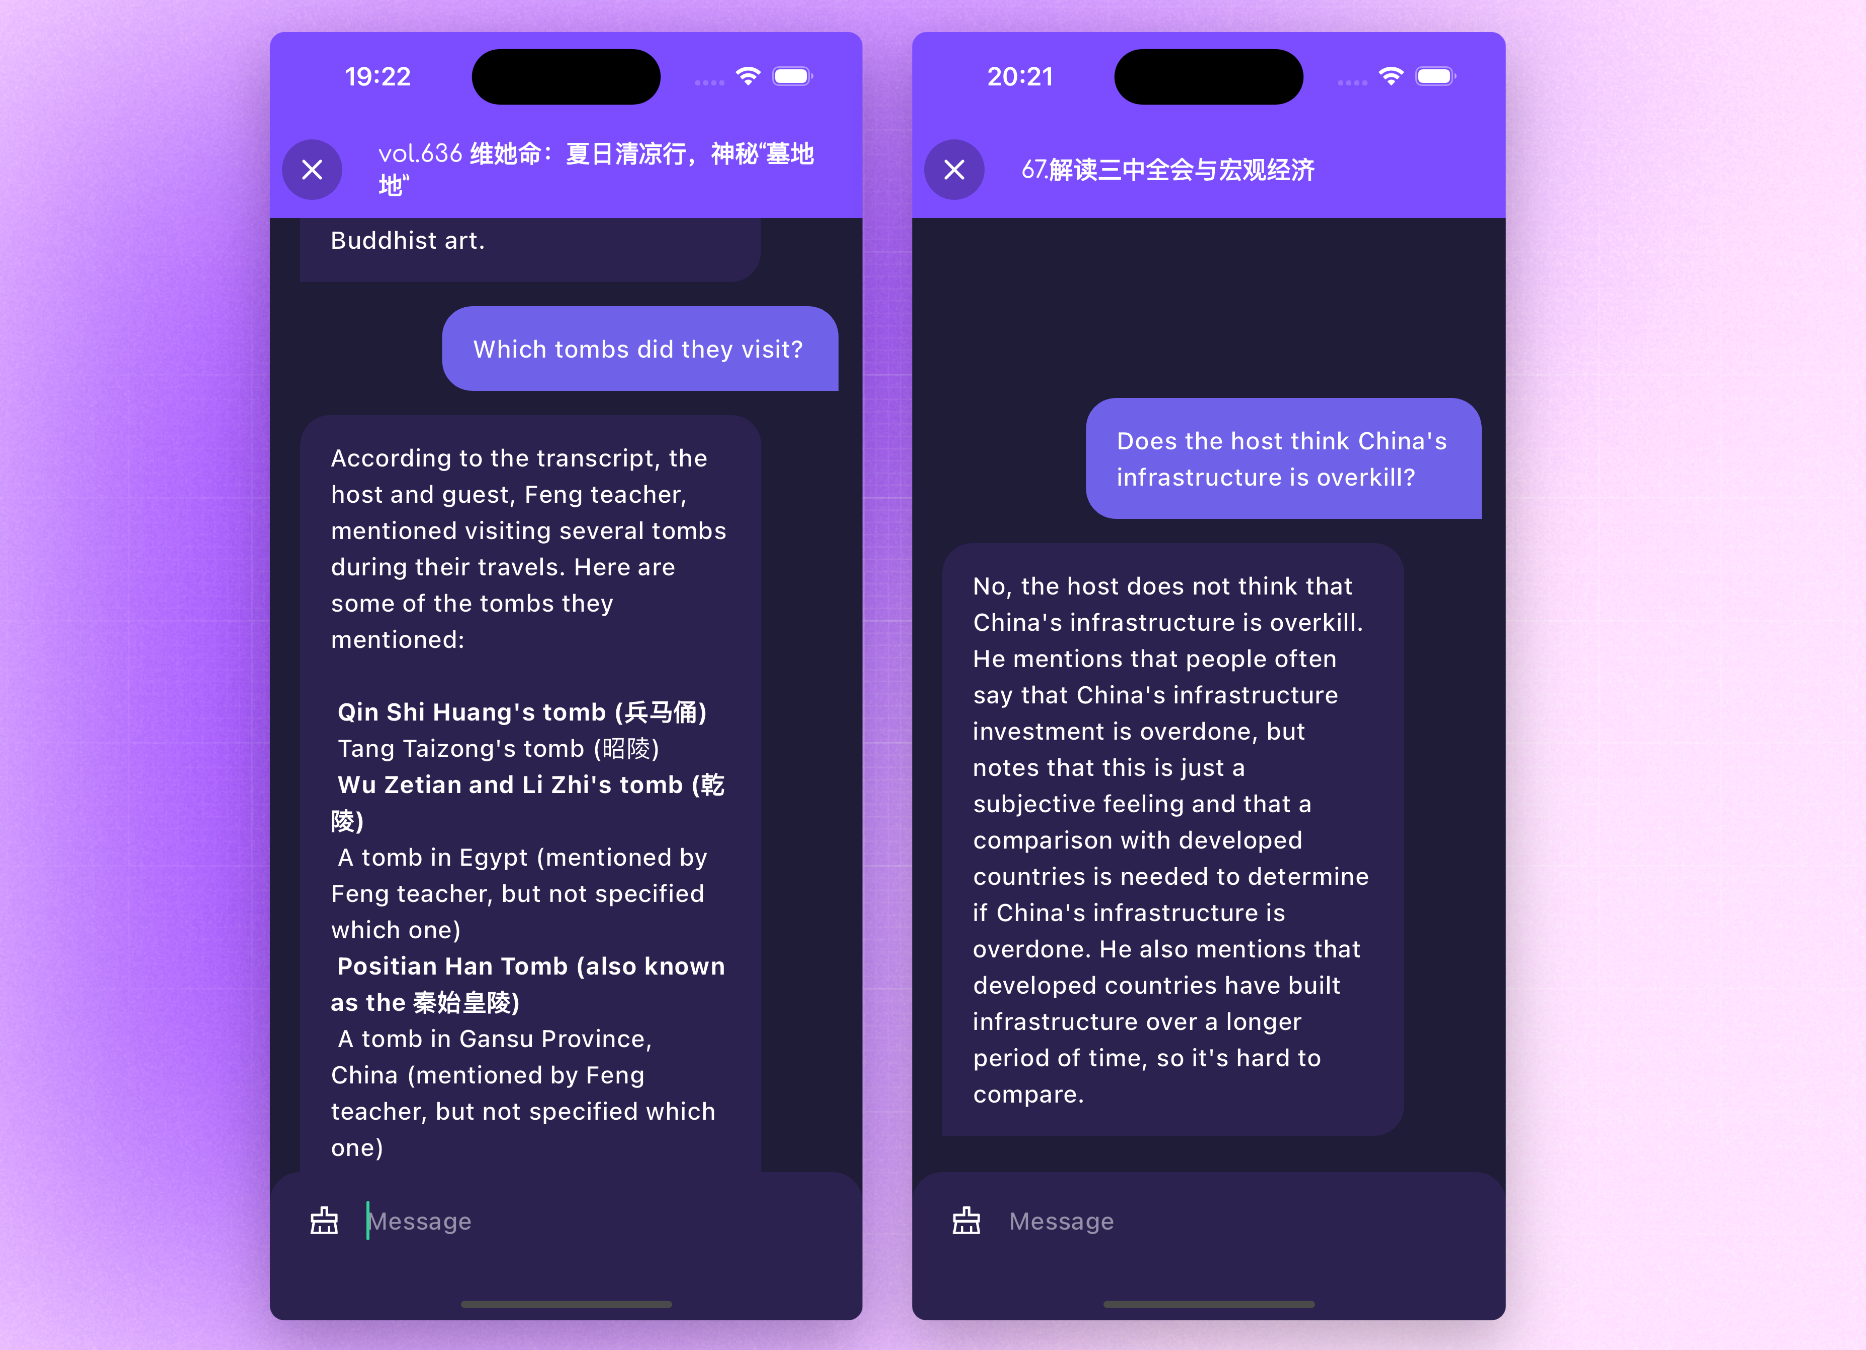 19:22
vol.636 维她命：夏日清凉行，神秘“墓地
地”
Buddhist art.
Which tombs did they visit?
According to the transcript, the
host and guest, Feng teacher,
mentioned visiting several tombs
during their travels. Here are
some of the tombs they
mentioned:
Qin Shi Huang's tomb (兵马俑)
Tang Taizong's tomb (昭陵)
Wu Zetian and Li Zhi's tomb (乾
陵)
A tomb in Egypt (mentioned by
Feng teacher, but not specified
which one)
Positian Han Tomb (also known
as the 秦始皇陵)
A tomb in Gansu Province,
China (mentioned by Feng
teacher, but not specified which
one)
Message
20:21
67.解读三中全会与宏观经济
Does the host think China's
infrastructure is overkill?
No, the host does not think that
China's infrastructure is overkill.
He mentions that people often
say that China's infrastructure
investment is overdone, but
notes that this is just a
subjective feeling and that a
comparison with developed
countries is needed to determine
if China's infrastructure is
overdone. He also mentions that
developed countries have built
infrastructure over a longer
period of time, so it's hard to
compare.
Message